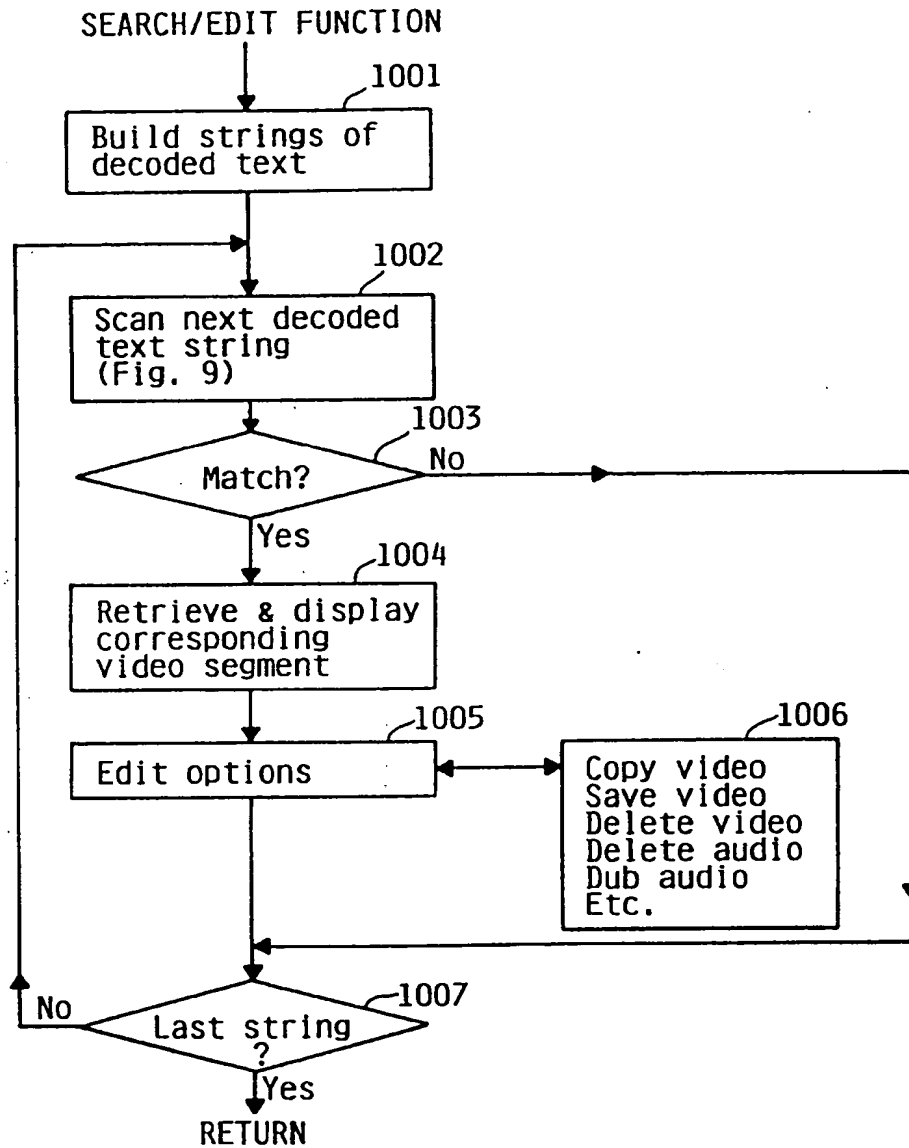 SEARCH/EDIT FUNCTION
1001
Build strings of
decoded text
1002
Scan next decoded
text string
(Fig. 9)
1003
Match?
No
Yes
1004
Retrieve & display
corresponding
video segment
1005
Edit options
1006
Copy video
Save video
Delete video
Delete audio
Dub audio
Etc.
1007
No
Last string
?
Yes
RETURN